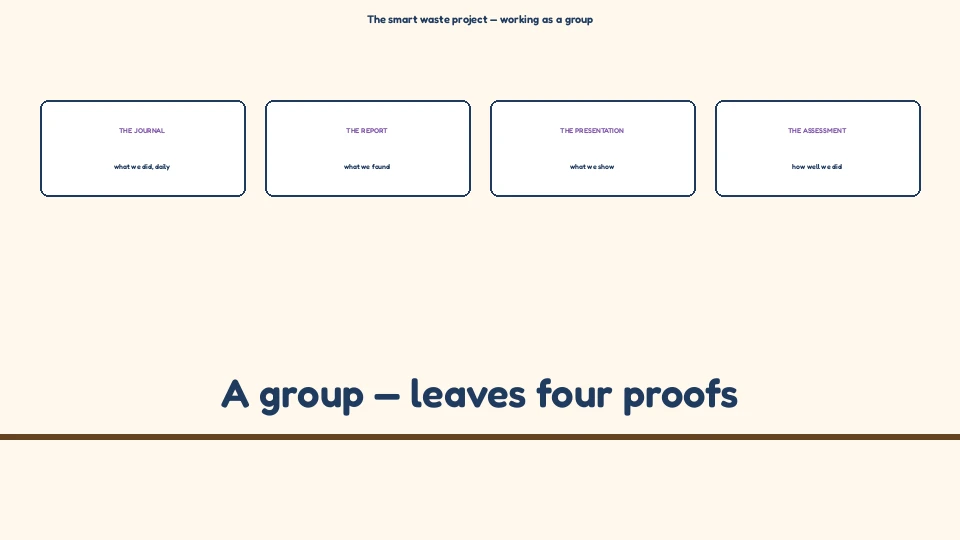 The smart waste project — working as a group
THE JOURNAL
what we did, daily
THE REPORT
what we found
THE PRESENTATION
what we show
THE ASSESSMENT
how well we did
A group — leaves four proofs